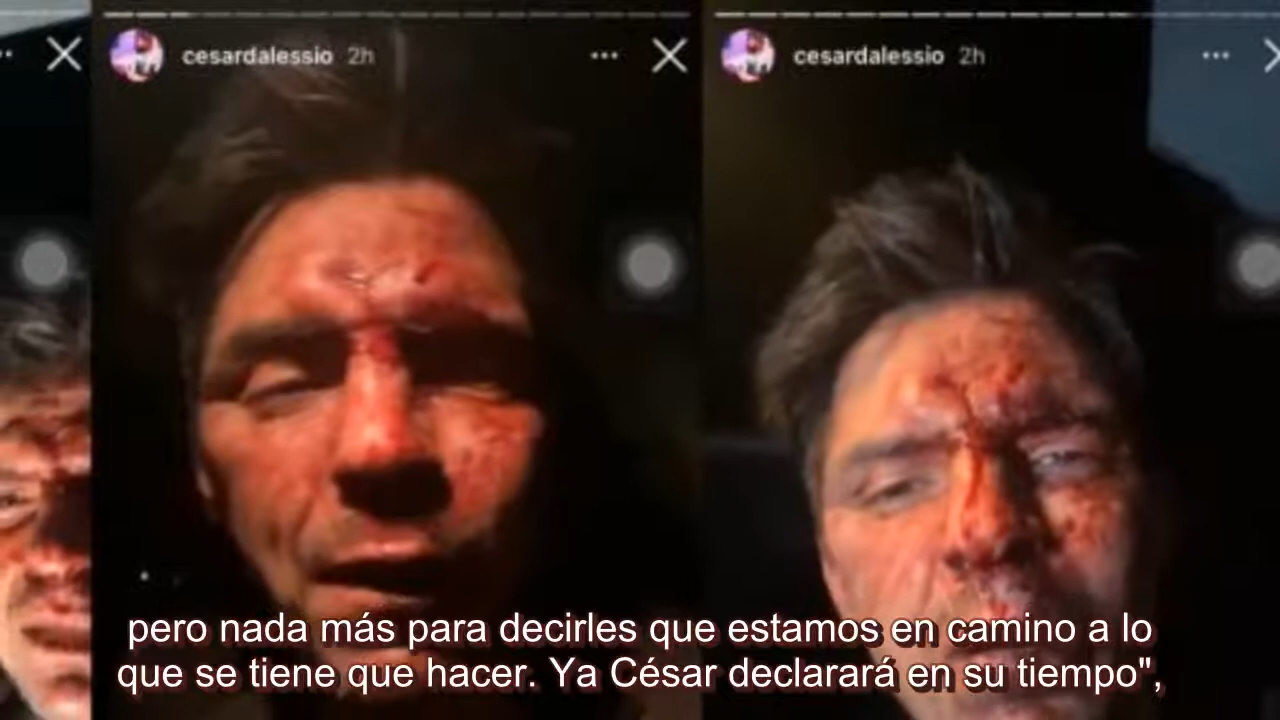 cesardalessio 2h
cesardalessio 2h
pero nada más para decirles que estamos en camino a lo
que se tiene que hacer. Ya César declarará en su tiempo",